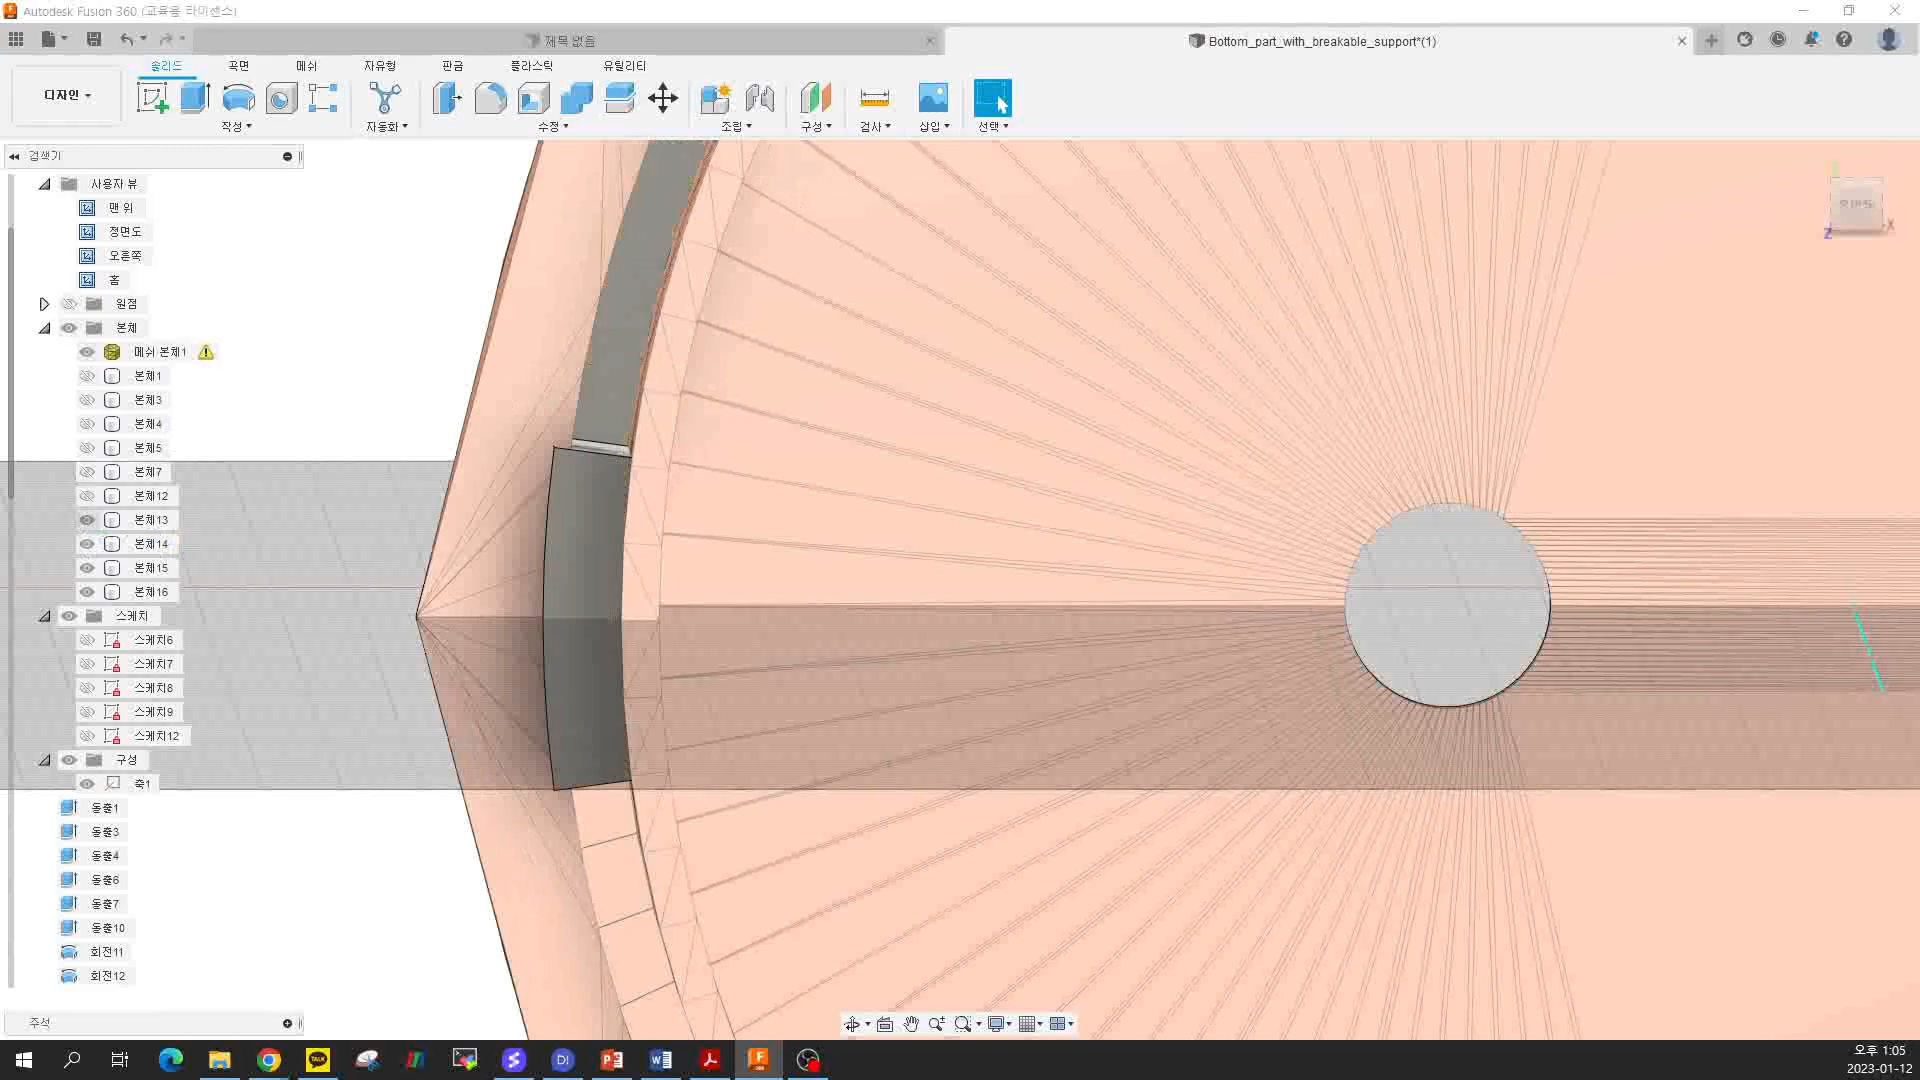 Autodesk Fusion 360 (교육용 라이센스)
제목 없음
Bottom_part_with_breakable_support*(1)
솔리드
곡면
메쉬
자유형
판금
플라스틱
유틸리티
디자인
작성
자동화
수정
조립
구성
검사
삽입
선택
검색기
사용자 뷰
맨 위
정면도
오른쪽
홈
원점
본체
메쉬 본체1
본체1
본체3
본체4
본체5
본체7
본체12
본체13
본체14
본체15
본체16
스케치
스케치6
스케치7
스케치8
스케치9
스케치12
구성
축1
돌출1
돌출3
돌출4
돌출6
돌출7
돌출10
회전11
회전12
주석
Z
X
TALK
D!
오후 1:05
2023-01-12